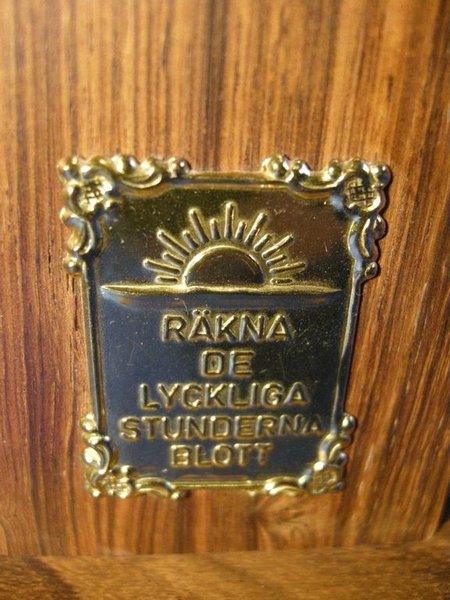 RÄKNA
DE
LYCKLIGA
STUNDERNA
BLOTT